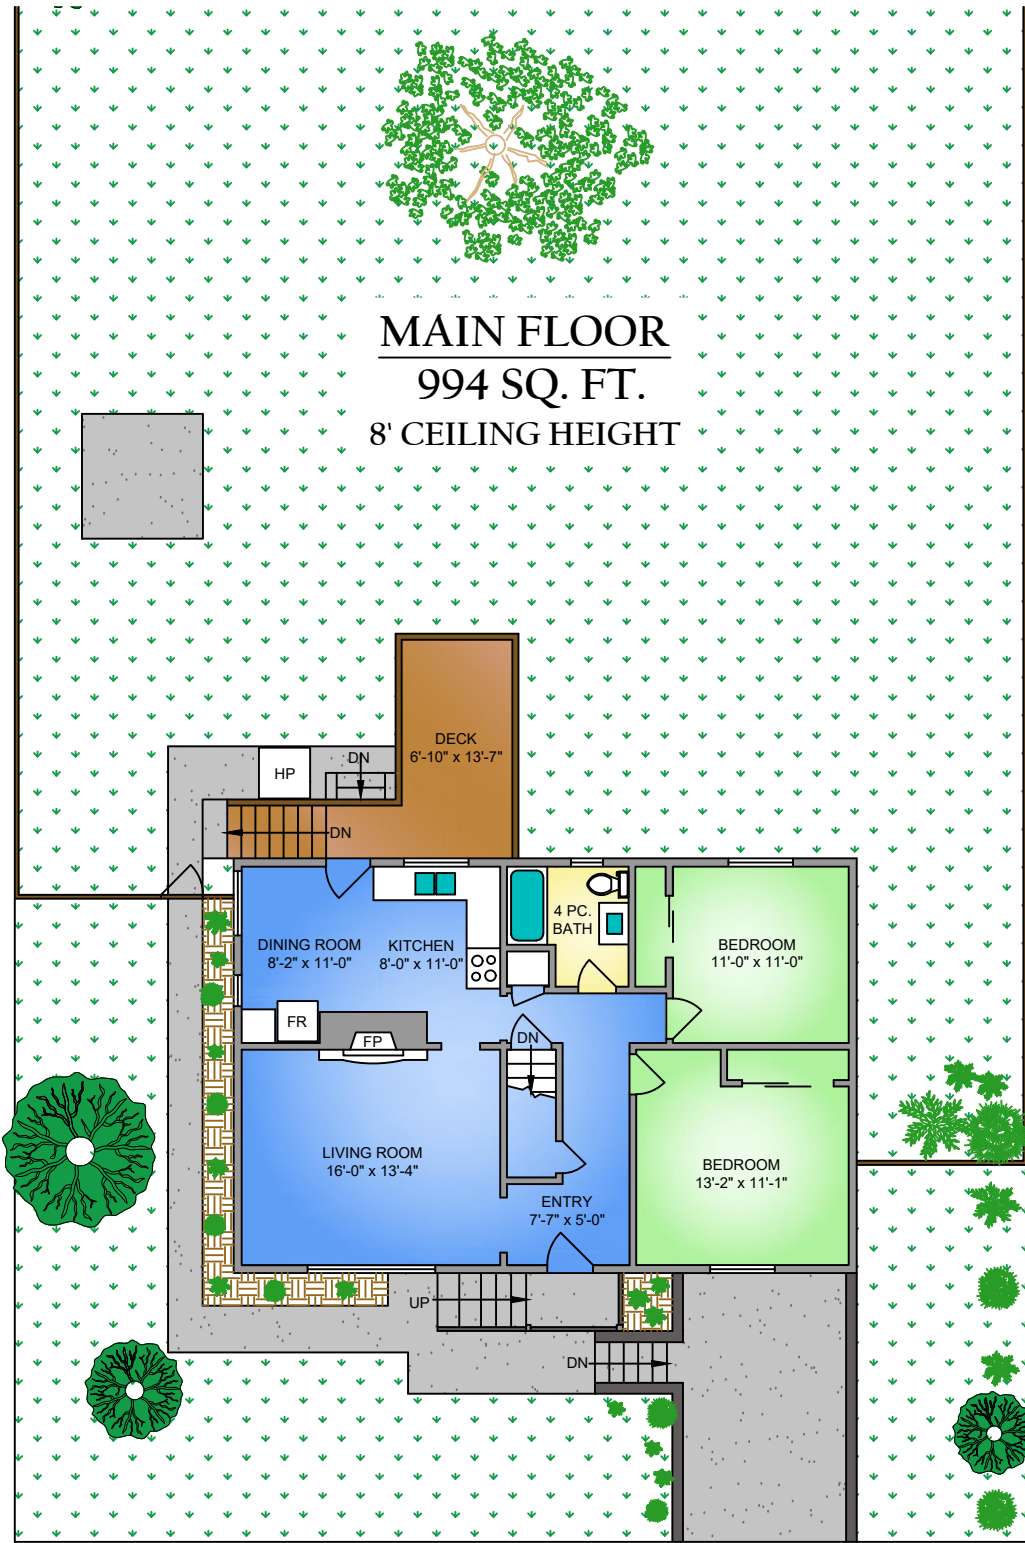 MAIN FLOOR
994 SQ. FT.
8' CEILING HEIGHT
DECK
6'-10" x 13'-7"
HP
DN
DN
4 PC.
BATH
DINING ROOM
8'-2" x 11'-0"
KITCHEN
8'-0" x 11'-0"
BEDROOM
11'-0" x 11'-0"
FR
FP
DN
LIVING ROOM
16'-0" x 13'-4"
BEDROOM
13'-2" x 11'-1"
ENTRY
7'-7" x 5'-0"
UP
DN